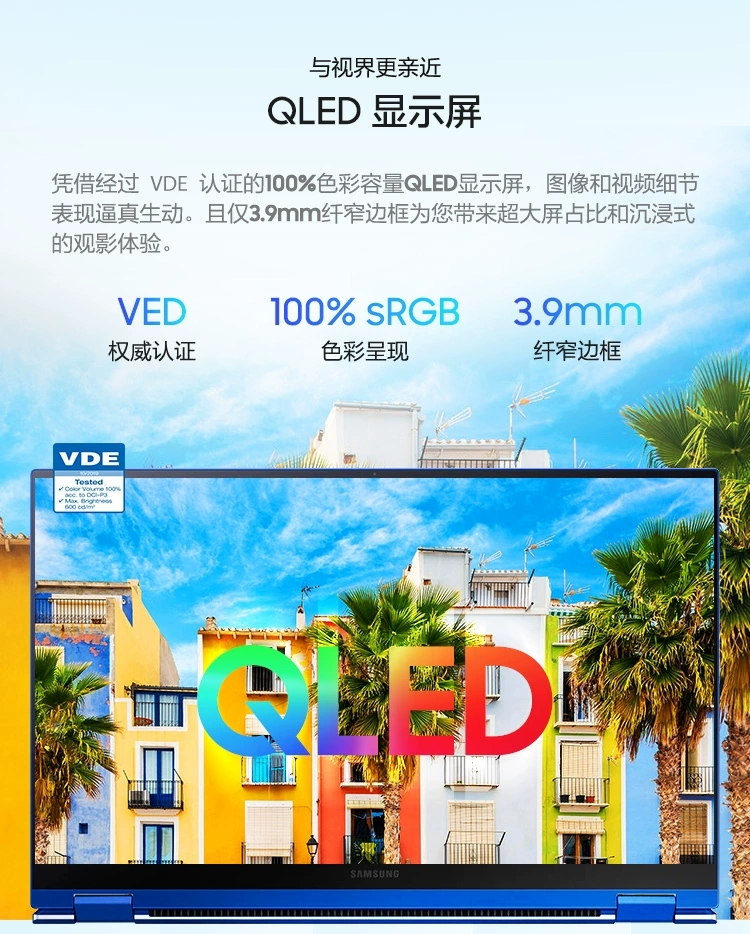 与视界更亲近
QLED 显示屏
凭借经过 VDE 认证的100%色彩容量QLED显示屏，图像和视频细节
表现逼真生动。且仅3.9mm纤窄边框为您带来超大屏占比和沉浸式
的观影体验。
VED 100% sRGB 3.9mm
权威认证 色彩呈现 纤窄边框
VDE
Tested
✓ Color Volume 100%
acc. to DCI-P3
✓ Max. Brightness
600 cd/m²
QLED
SAMSUNG